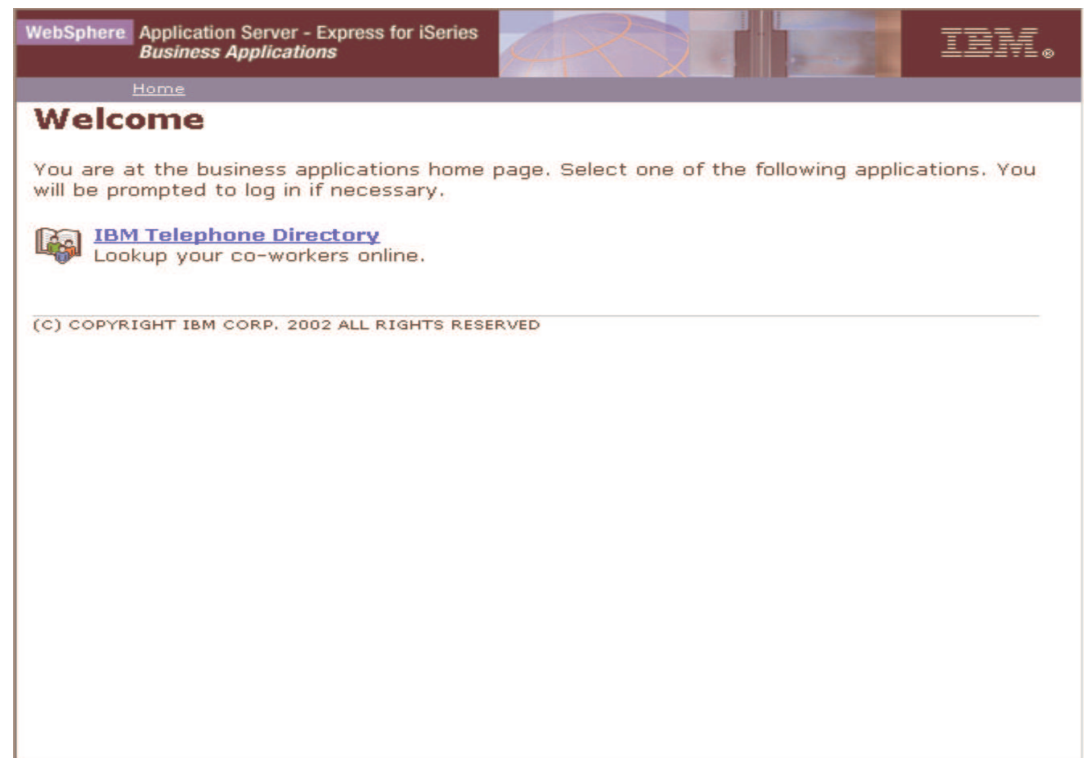 WebSphere Application Server - Express for iSeries
Business Applications
IBM®
Home
Welcome
You are at the business applications home page. Select one of the following applications. You
will be prompted to log in if necessary.
IBM Telephone Directory
Lookup your co-workers online.
(C) COPYRIGHT IBM CORP. 2002 ALL RIGHTS RESERVED